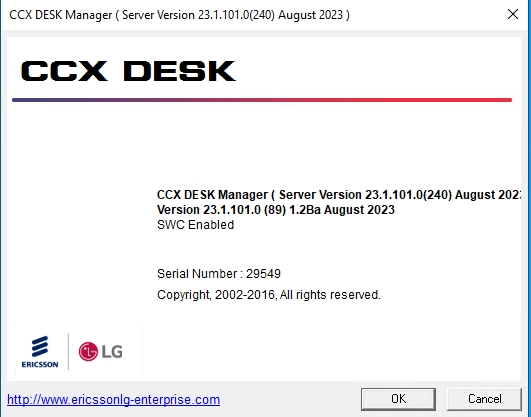 CCX DESK Manager ( Server Version 23.1.101.0(240) August 2023 )
CCX DESK
CCX DESK Manager ( Server Version 23.1.101.0(240) August 202
Version 23.1.101.0 (89) 1.2Ba August 2023
SWC Enabled
Serial Number : 29549
Copyright, 2002-2016, All rights reserved.
ERICSSON
LG
http://www.ericssonlg-enterprise.com
OK
Cancel